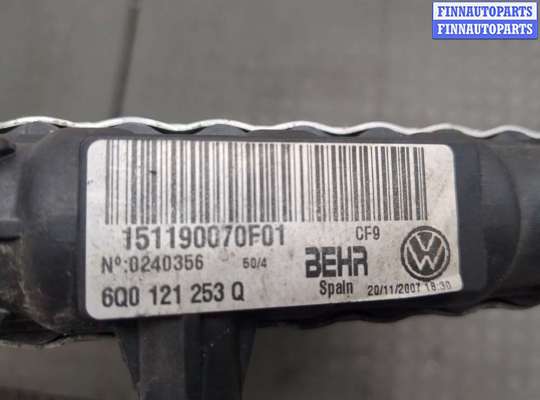 FINNAUTOPARTS
FINNAUTOPARTS
151190070F01 CF9
Nº:0240356 50/4 BEHR
6Q0 121 253 Q Spain 20/11/2007 18:30